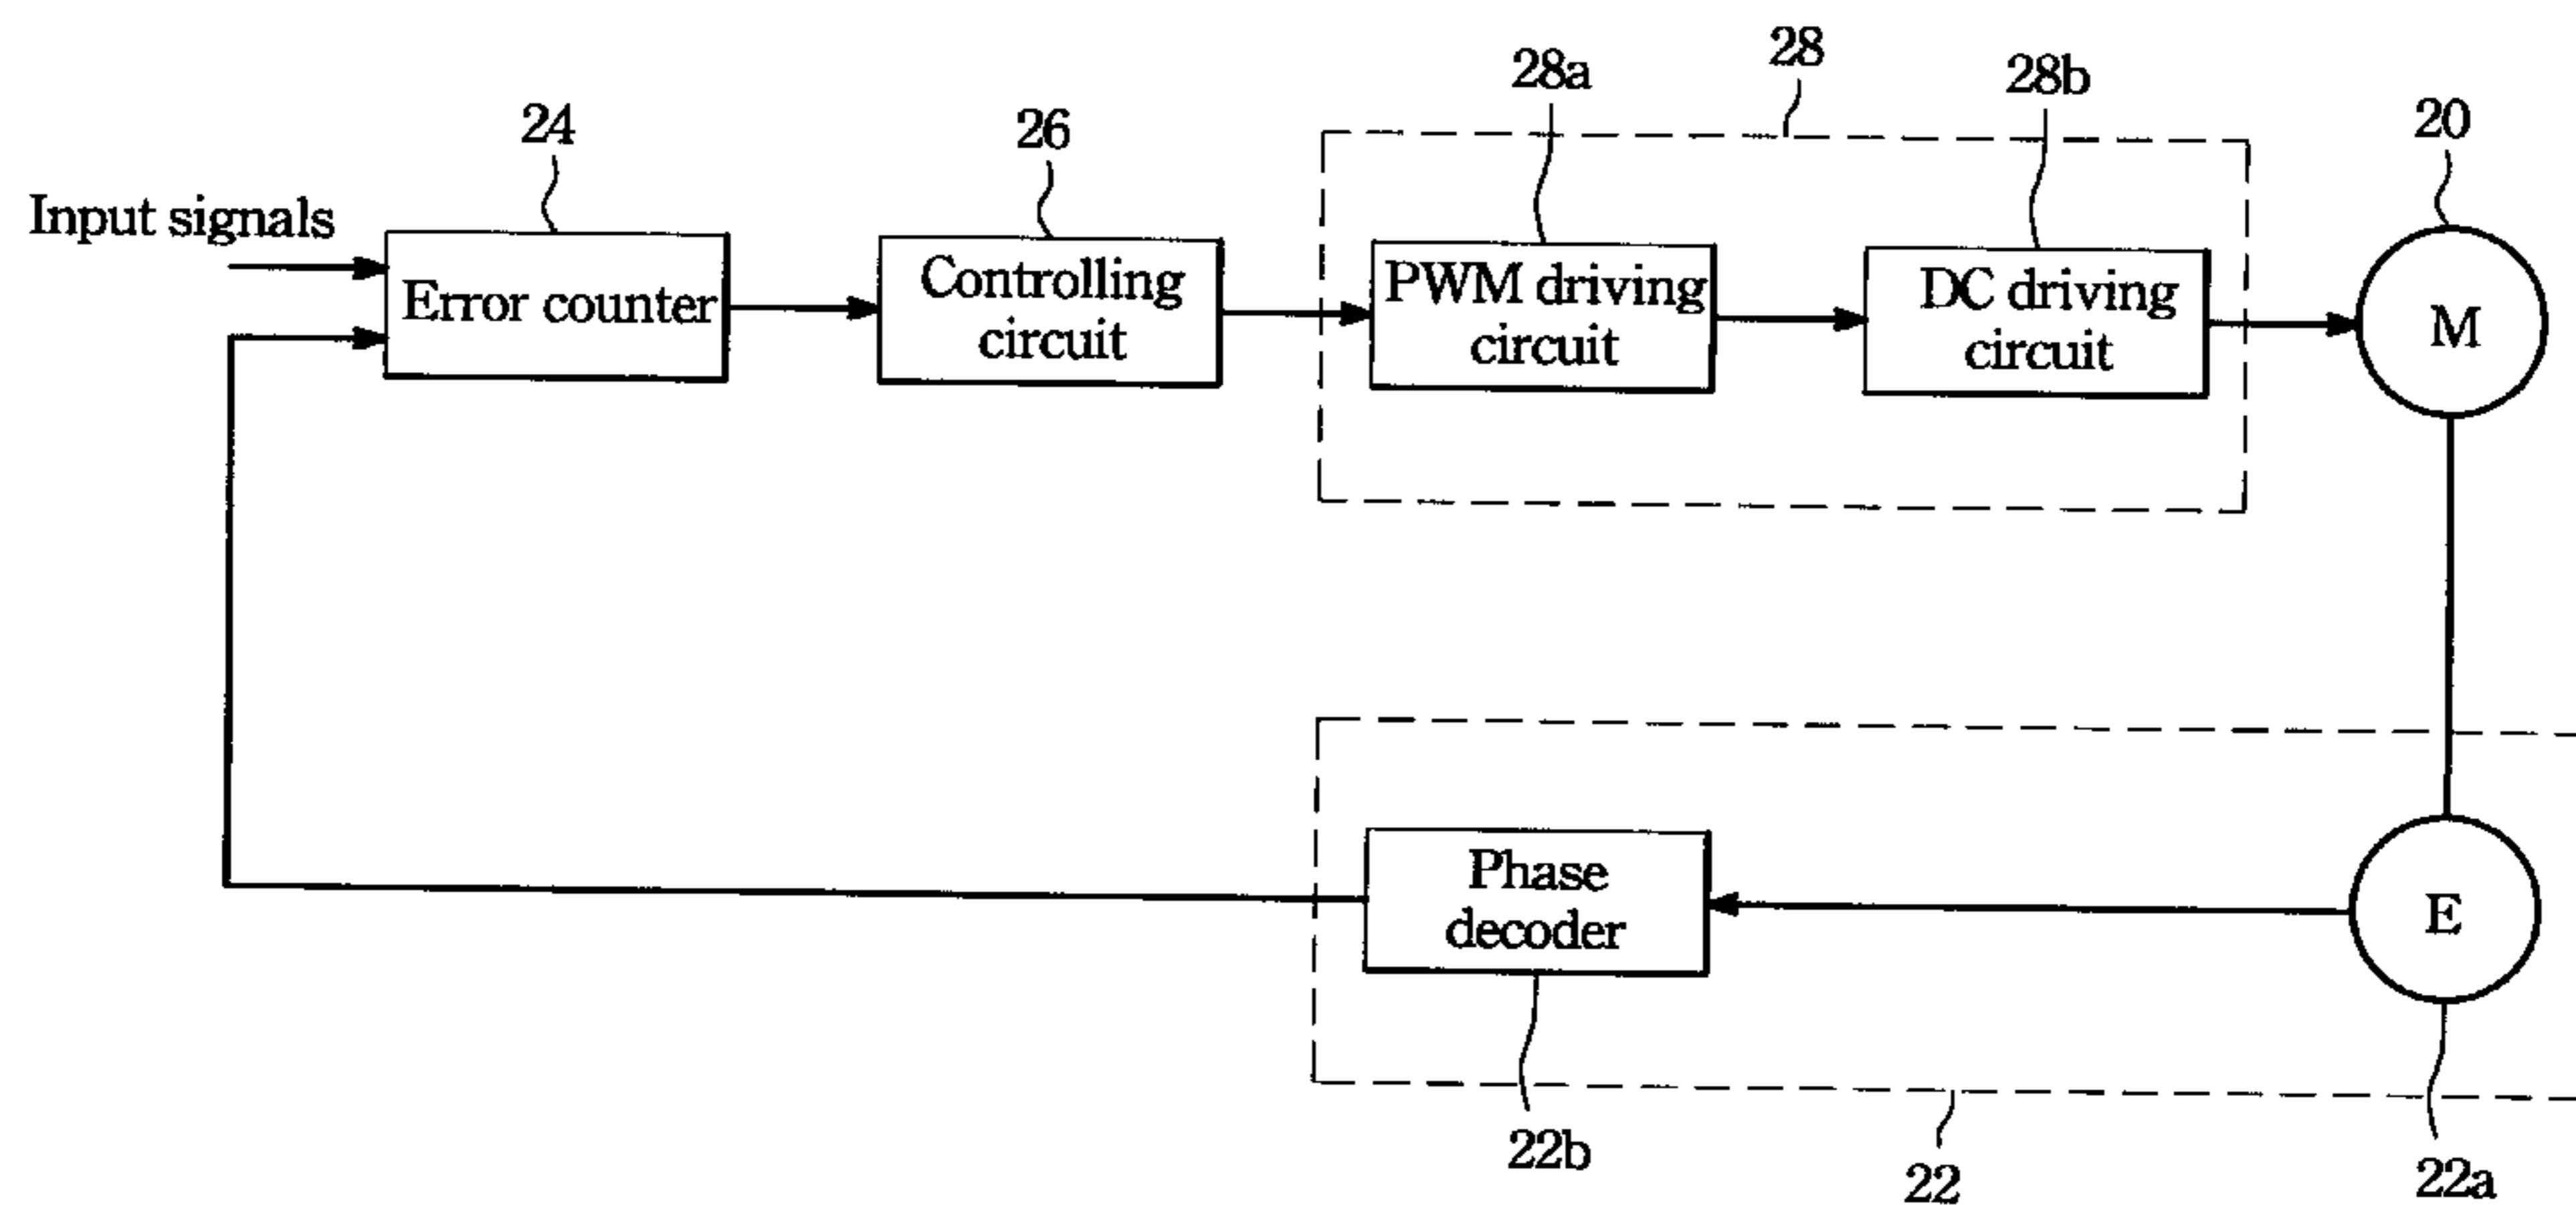 28
28a
28b
20
24
26
Input signals
Error counter
Controlling
circuit
PWM driving
circuit
DC driving
circuit
M
Phase
decoder
E
22b
22
22a